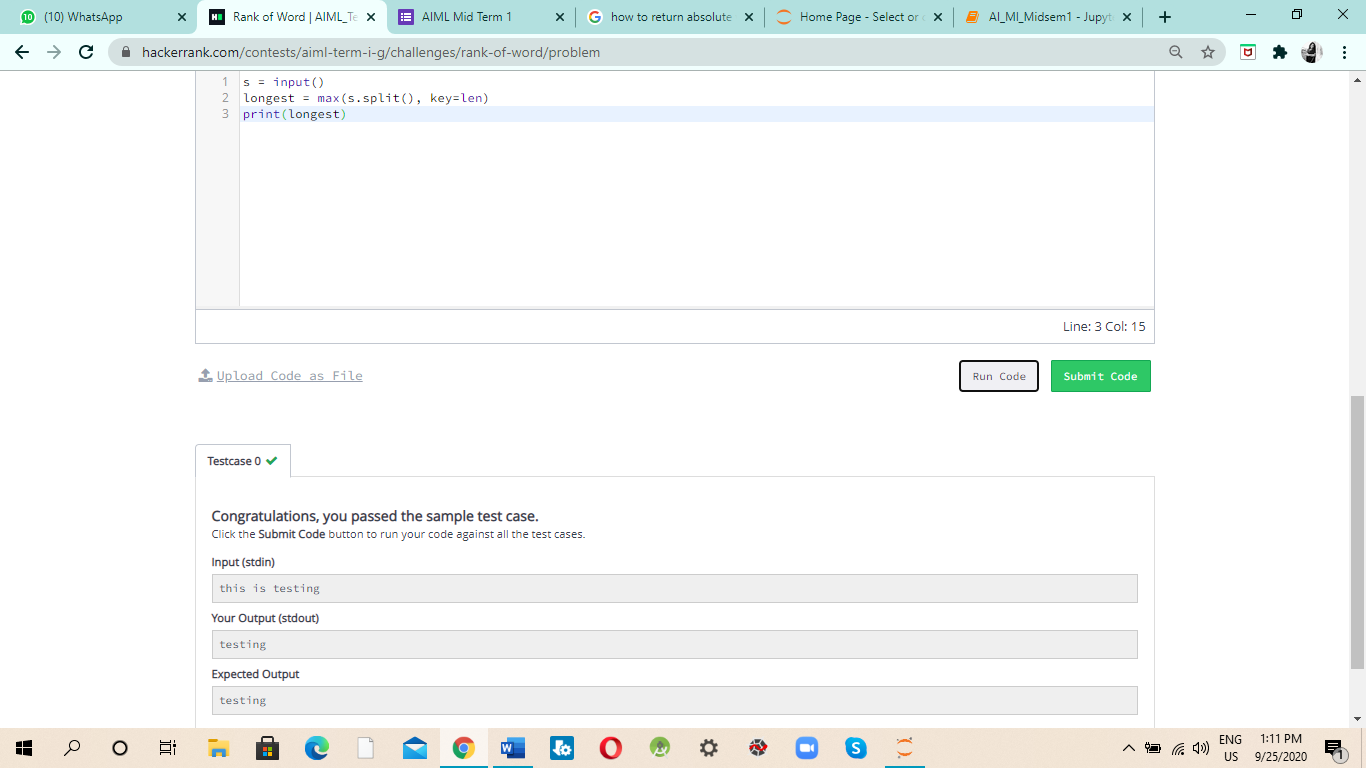 (10) WhatsApp
Rank of Word | AIML_Te
AIML Mid Term 1
how to return absolute
Home Page - Select or
AI_MI_Midsem1 - Jupyt
hackerrank.com/contests/aiml-term-i-g/challenges/rank-of-word/problem
1 s = input()
2 longest = max(s.split(), key=len)
3 print(longest)
Line: 3 Col: 15
Upload Code as File
Run Code
Submit Code
Testcase 0
Congratulations, you passed the sample test case.
Click the Submit Code button to run your code against all the test cases.
Input (stdin)
this is testing
Your Output (stdout)
testing
Expected Output
testing
ENG
US
1:11 PM
9/25/2020
1